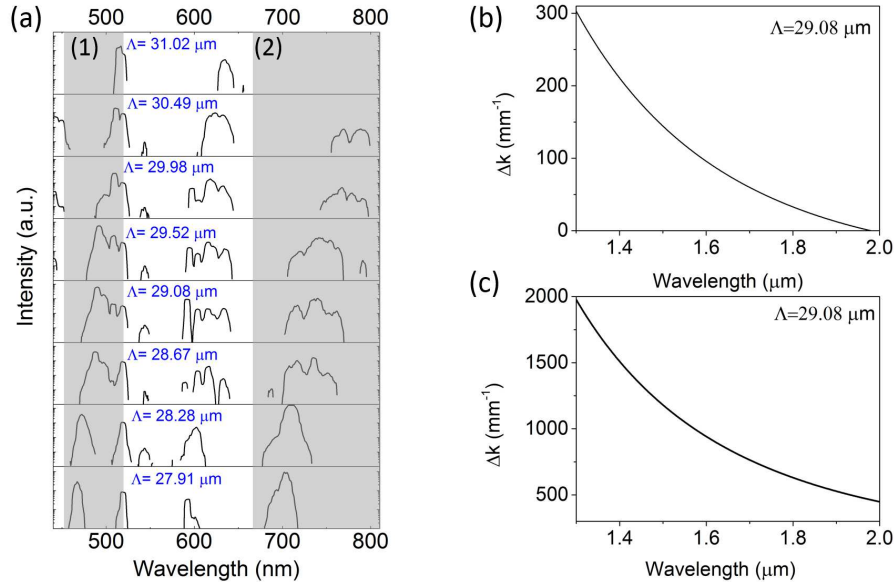 (a)
500 600 700 800
(1)
(2)
Λ= 31.02 μm
Λ= 30.49 μm
Λ= 29.98 μm
Λ= 29.52 μm
Λ= 29.08 μm
Λ= 28.67 μm
Λ= 28.28 μm
Λ= 27.91 μm
Intensity (a.u.)
500 600 700 800
Wavelength (nm)
(b)
Λ=29.08 μm
300
200
100
0
Δk (mm⁻¹)
1.4 1.6 1.8 2.0
Wavelength (μm)
(c)
Λ=29.08 μm
2000
1500
1000
500
Δk (mm⁻¹)
1.4 1.6 1.8 2.0
Wavelength (μm)